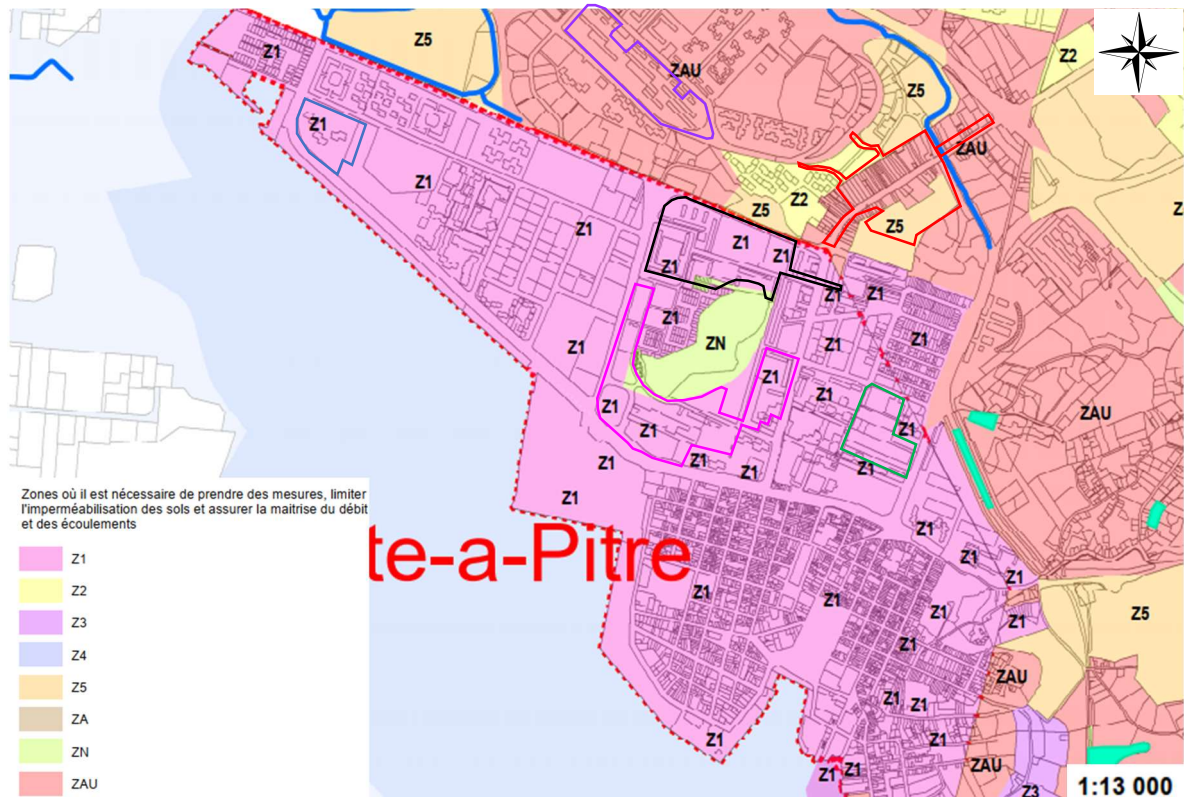 Z1
Z5
ZAU
Z2
Z5
Z1
ZAU
Z1
Z2
Z5
Z5
Z
Z1
Z1
Z1
Z1
Z1
Z1
Z1
Z1
ZN
Z1
Z1
Z1
Z1
Z1
Z1
ZAU
Z1
Z1
Z1
Z1
Z1
Z1
Z1
Zones où il est nécessaire de prendre des mesures, limiter
l'imperméabilisation des sols et assurer la maitrise du débit
et des écoulements
Z1
Z2
Z3
Z4
Z5
ZA
ZN
ZAU
te-a-Pitre
Z1
Z1
Z1
Z1
Z1
Z1
Z1
Z5
Z1
Z1
ZAU
Z1
Z1
Z1
Z1
Z1
Z1
ZAU
Z3
1:13 000